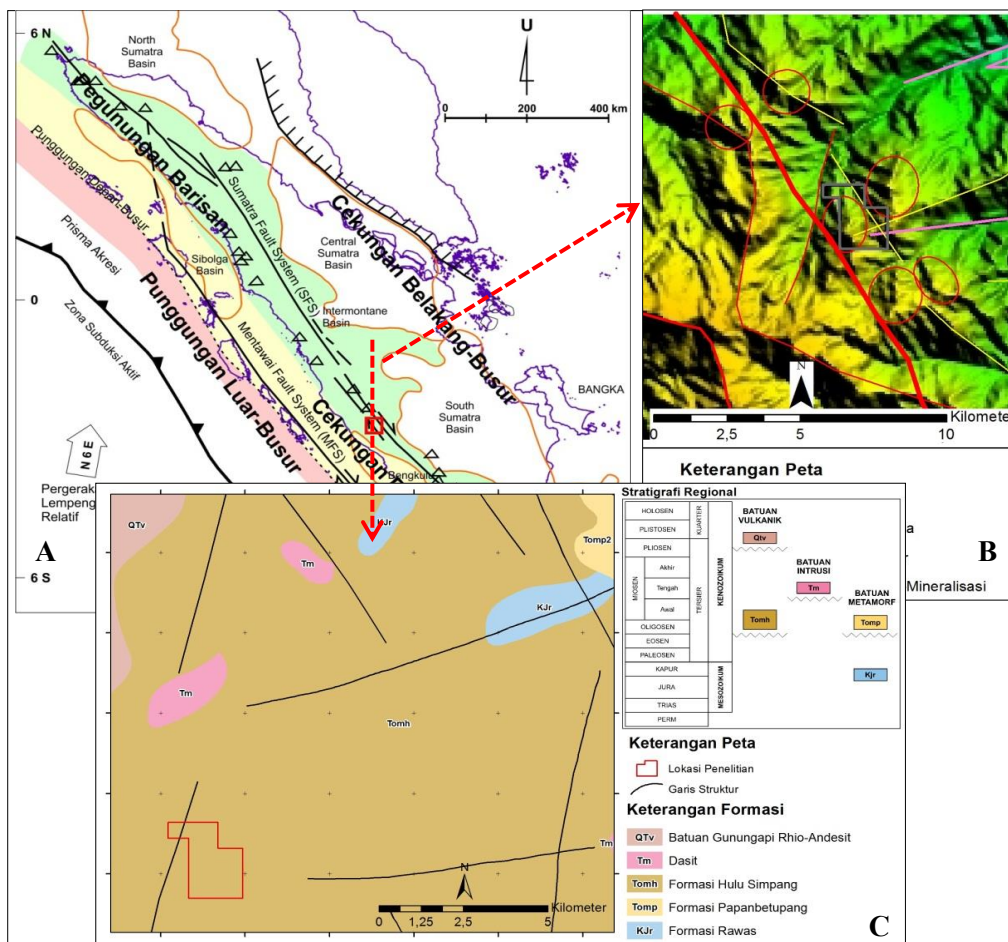 6 N
0
6 S
North
Sumatra
Basin
U
0 200 400 km
Pegunungan Barisan
Sumatra Fault System (SFS)
Prisma Akresi
Zona Subduksi Aktif
Sibolga
Basin
Central
Sumatra
Basin
Intermontane
Basin
Cekungan Belakang-Busur
Punggungan Luar-Busur
Mentawai Fault System (MFS)
Cekungan
South
Sumatra
Basin
BANGKA
Bengkulu
N6E
Pergerak
Lempeng
Relatif
A
N
Kilometer
0 2,5 5 10
Keterangan Peta
a
Mineralisasi
B
QTv
Tm
KJr
Tomp2
KJr
Tm
Tomh
Tm
N
Kilometer
0 1,25 2,5 5
Stratigrafi Regional
HOLOSEN
PLISTOSEN
PLIOSEN
MIOSEN
Akhir
Tengah
Awal
OLIGOSEN
EOSEN
PALEOSEN
KAPUR
JURA
TRIAS
PERM
KUARTER
TERSIER
KENOZOIKUM
MESOZOIKUM
BATUAN
VULKANIK
Qtv
Tomh
BATUAN
INTRUSI
Tm
BATUAN
METAMORF
Tomp
Kjr
Keterangan Peta
Lokasi Penelitian
Garis Struktur
Keterangan Formasi
QTv Batuan Gunungapi Rhio-Andesit
Tm Dasit
Tomh Formasi Hulu Simpang
Tomp Formasi Papanbetupang
KJr Formasi Rawas
C